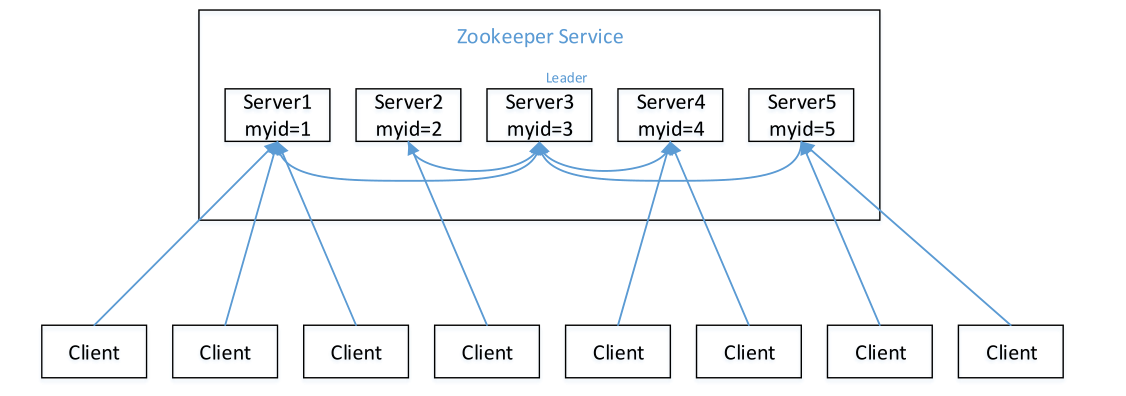 Zookeeper Service
Leader
Server1
myid=1
Server2
myid=2
Server3
myid=3
Server4
myid=4
Server5
myid=5
Client
Client
Client
Client
Client
Client
Client
Client